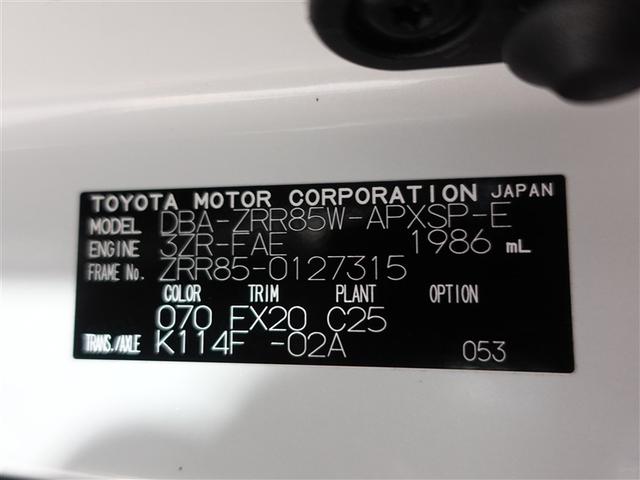 TOYOTA MOTOR CORPORATION JAPAN
MODEL DBA-ZRR85W-APXSP-E
ENGINE 3ZR-FAE 1986 mL
FRAME No. ZRR85-0127315
COLOR TRIM PLANT OPTION
070 EX20 C25
TRANS./AXLE K114F -02A 053